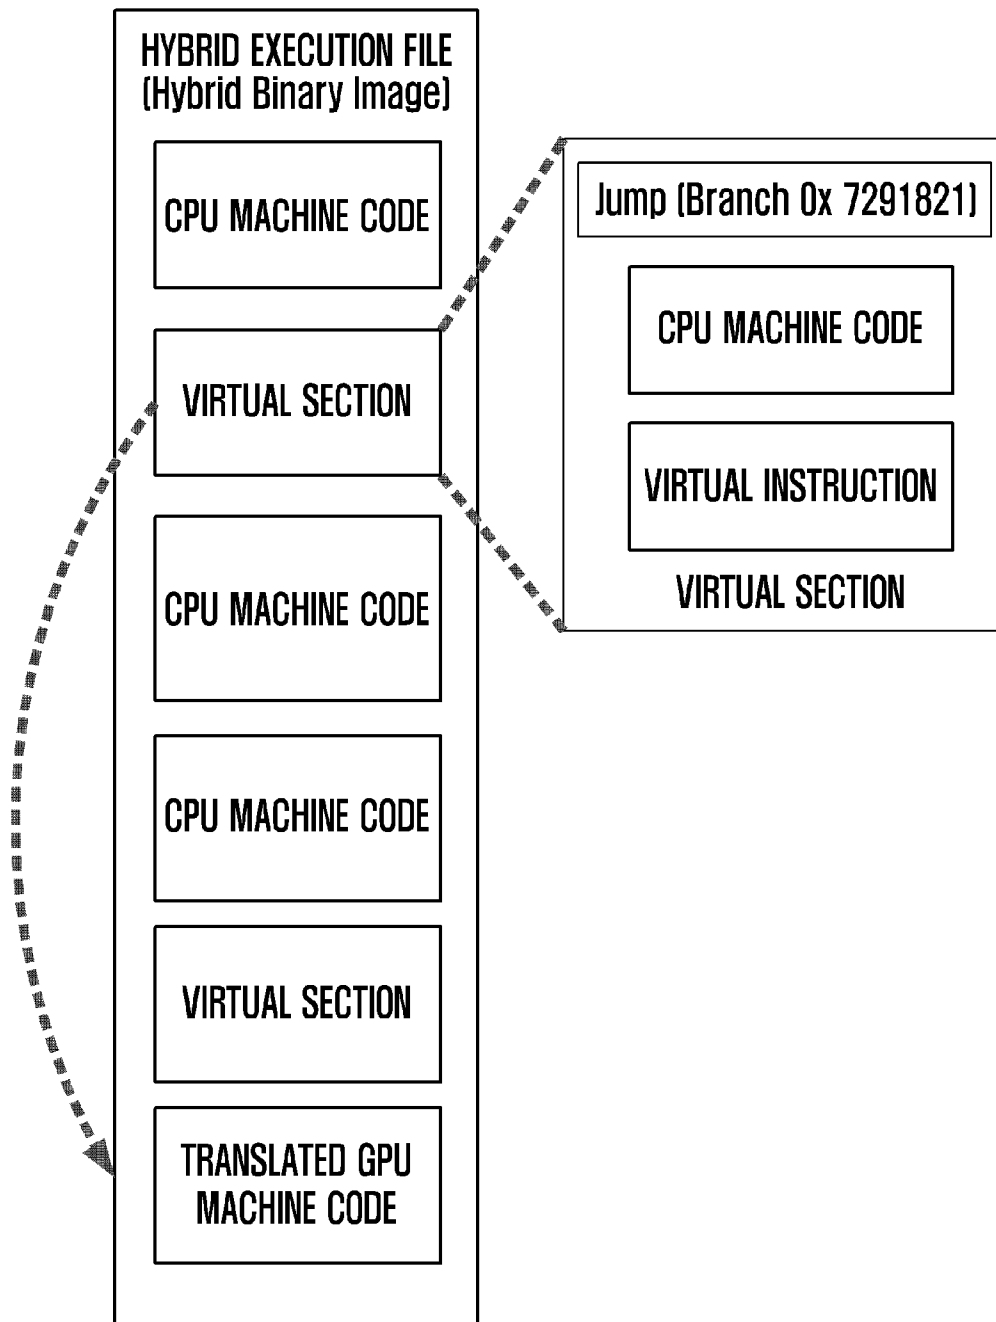 HYBRID EXECUTION FILE
(Hybrid Binary Image)
CPU MACHINE CODE
VIRTUAL SECTION
CPU MACHINE CODE
CPU MACHINE CODE
VIRTUAL SECTION
TRANSLATED GPU
MACHINE CODE
Jump (Branch 0x 7291821)
CPU MACHINE CODE
VIRTUAL INSTRUCTION
VIRTUAL SECTION